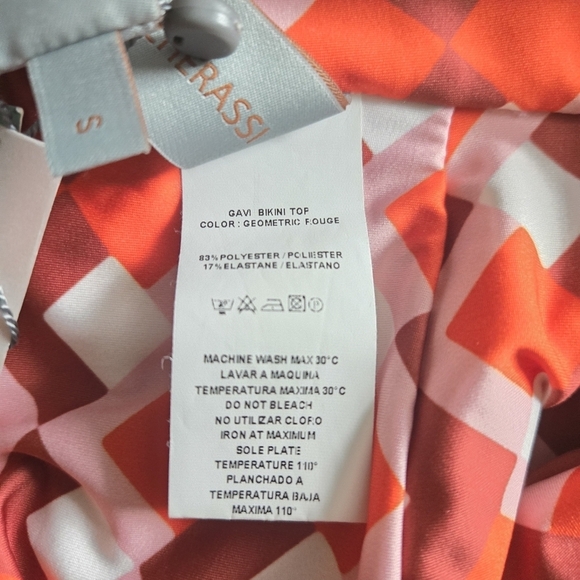 S
HERASSI
GAVI BIKINI TOP
COLOR : GEOMETRIC ROUGE
83% POLYESTER / POLIESTER
17% ELASTANE / ELASTANO
MACHINE WASH MAX 30°C
LAVAR A MAQUINA
TEMPERATURA MAXIMA 30°C
DO NOT BLEACH
NO UTILIZAR CLORO
IRON AT MAXIMUM
SOLE PLATE
TEMPERATURE 110°
PLANCHADO A
TEMPERATURA BAJA
MAXIMA 110°